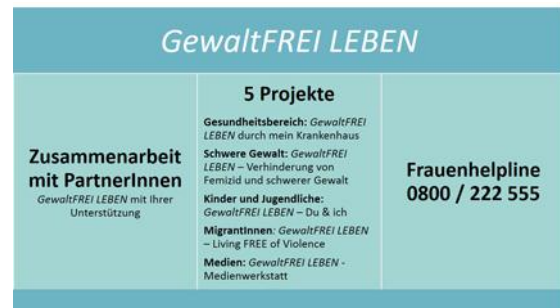 GewaltFREI LEBEN
Zusammenarbeit
mit PartnerInnen
GewaltFREI LEBEN mit Ihrer
Unterstützung
5 Projekte
Gesundheitsbereich: GewaltFREI
LEBEN durch mein Krankenhaus
Schwere Gewalt: GewaltFREI
LEBEN – Verhinderung von
Femizid und schwerer Gewalt
Kinder und Jugendliche:
GewaltFREI LEBEN – Du & ich
MigrantInnen: GewaltFREI LEBEN
– Living FREE of Violence
Medien: GewaltFREI LEBEN -
Medienwerkstatt
Frauenhelpline
0800 / 222 555